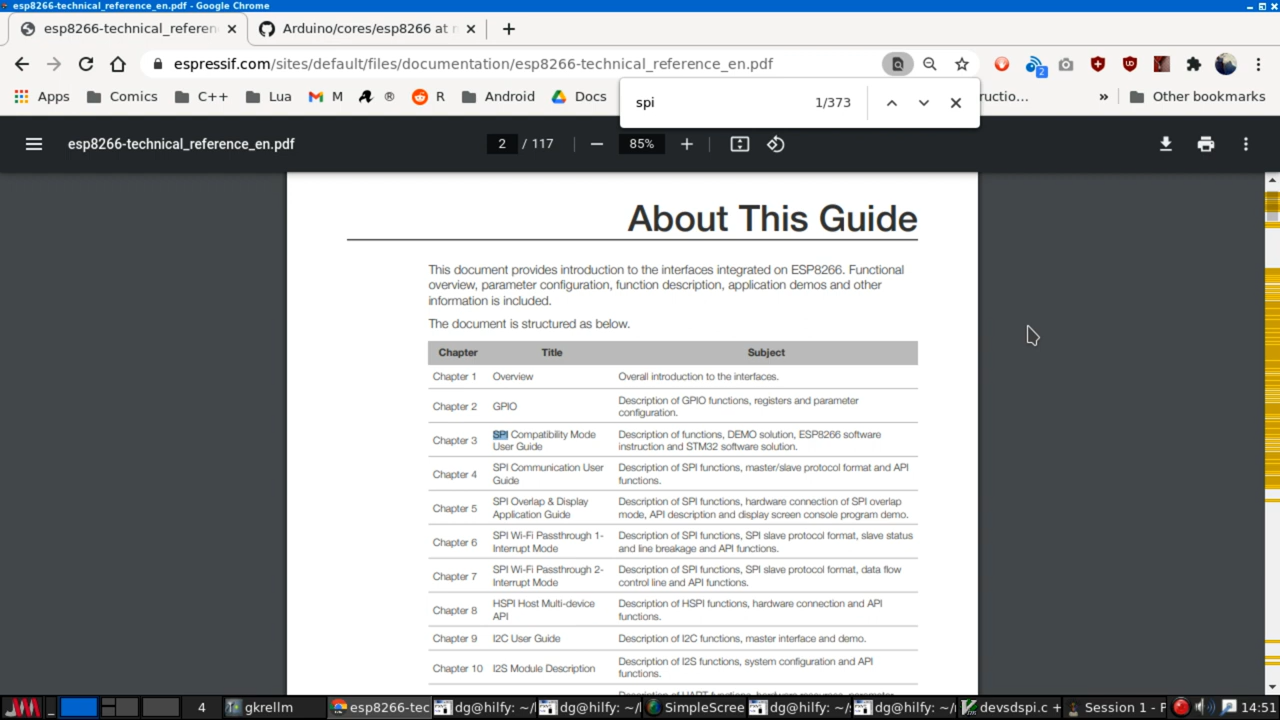 esp8266-technical_reference_en.pdf - Google Chrome
esp8266-technical_referen
Arduino/cores/esp8266 at
espressif.com/sites/default/files/documentation/esp8266-technical_reference_en.pdf
2
Apps Comics C++ Lua M ® R Android Docs
Other bookmarks
spi 1/373
esp8266-technical_reference_en.pdf
2 / 117
85%
About This Guide
This document provides introduction to the interfaces integrated on ESP8266. Functional
overview, parameter configuration, function description, application demos and other
information is included.
The document is structured as below.
Chapter Title Subject
Chapter 1 Overview Overall introduction to the interfaces.
Chapter 2 GPIO Description of GPIO functions, registers and parameter
configuration.
Chapter 3 SPI Compatibility Mode Description of functions, DEMO solution, ESP8266 software
User Guide instruction and STM32 software solution.
Chapter 4 SPI Communication User Description of SPI functions, master/slave protocol format and API
Guide functions.
Chapter 5 SPI Overlap & Display Description of SPI functions, hardware connection of SPI overlap
Application Guide mode, API description and display screen console program demo.
Chapter 6 SPI Wi-Fi Passthrough 1- Description of SPI functions, SPI slave protocol format, slave status
Interrupt Mode and line breakage and API functions.
Chapter 7 SPI Wi-Fi Passthrough 2- Description of SPI functions, SPI slave protocol format, data flow
Interrupt Mode control line and API functions.
Chapter 8 HSPI Host Multi-device Description of HSPI functions, hardware connection and API
API functions.
Chapter 9 I2C User Guide Description of I2C functions, master interface and demo.
Chapter 10 I2S Module Description Description of I2S functions, system configuration and API
functions.
4 gkrellm esp8266-tec dg@hilfy: ~/ dg@hilfy: ~/ SimpleScree dg@hilfy: ~/ dg@hilfy: ~/ devsdspi.c + Session 1 - 14:51